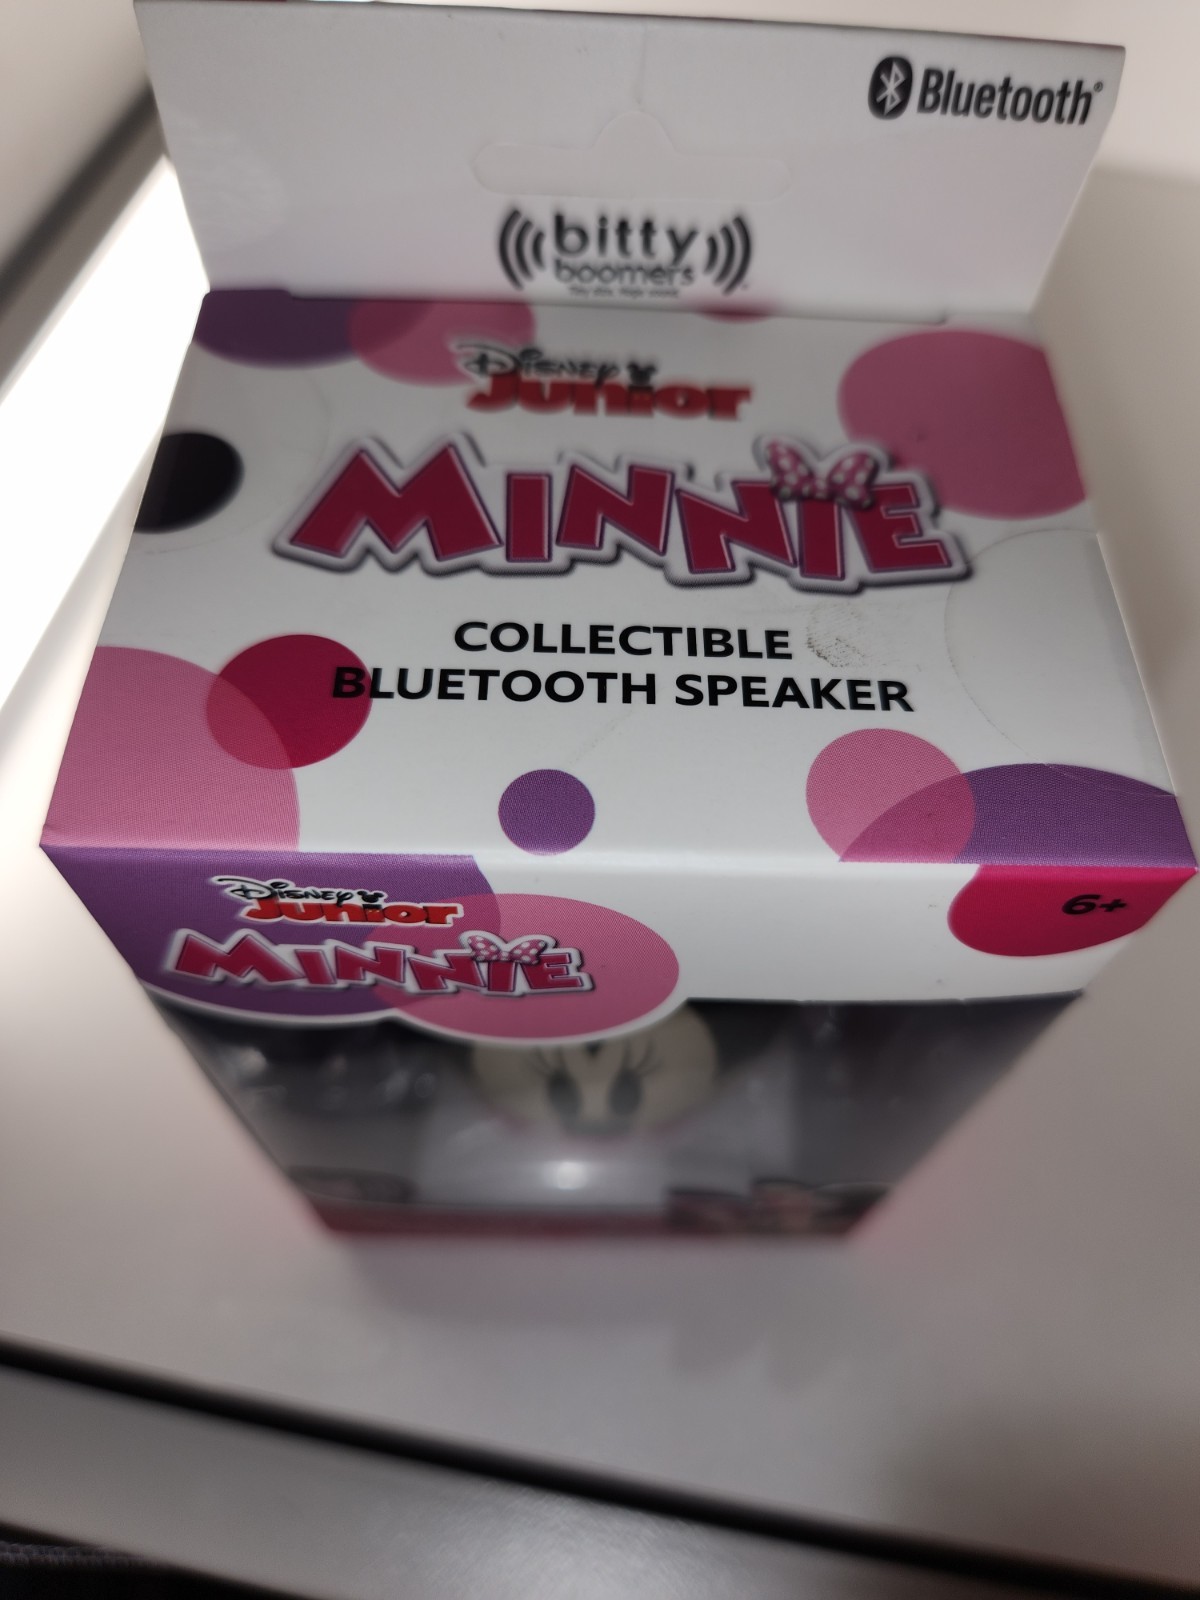 Bluetooth®
bitty
boomers
Disney
Junior
MINNIE
COLLECTIBLE
BLUETOOTH SPEAKER
Disney
Junior
MINNIE
6+